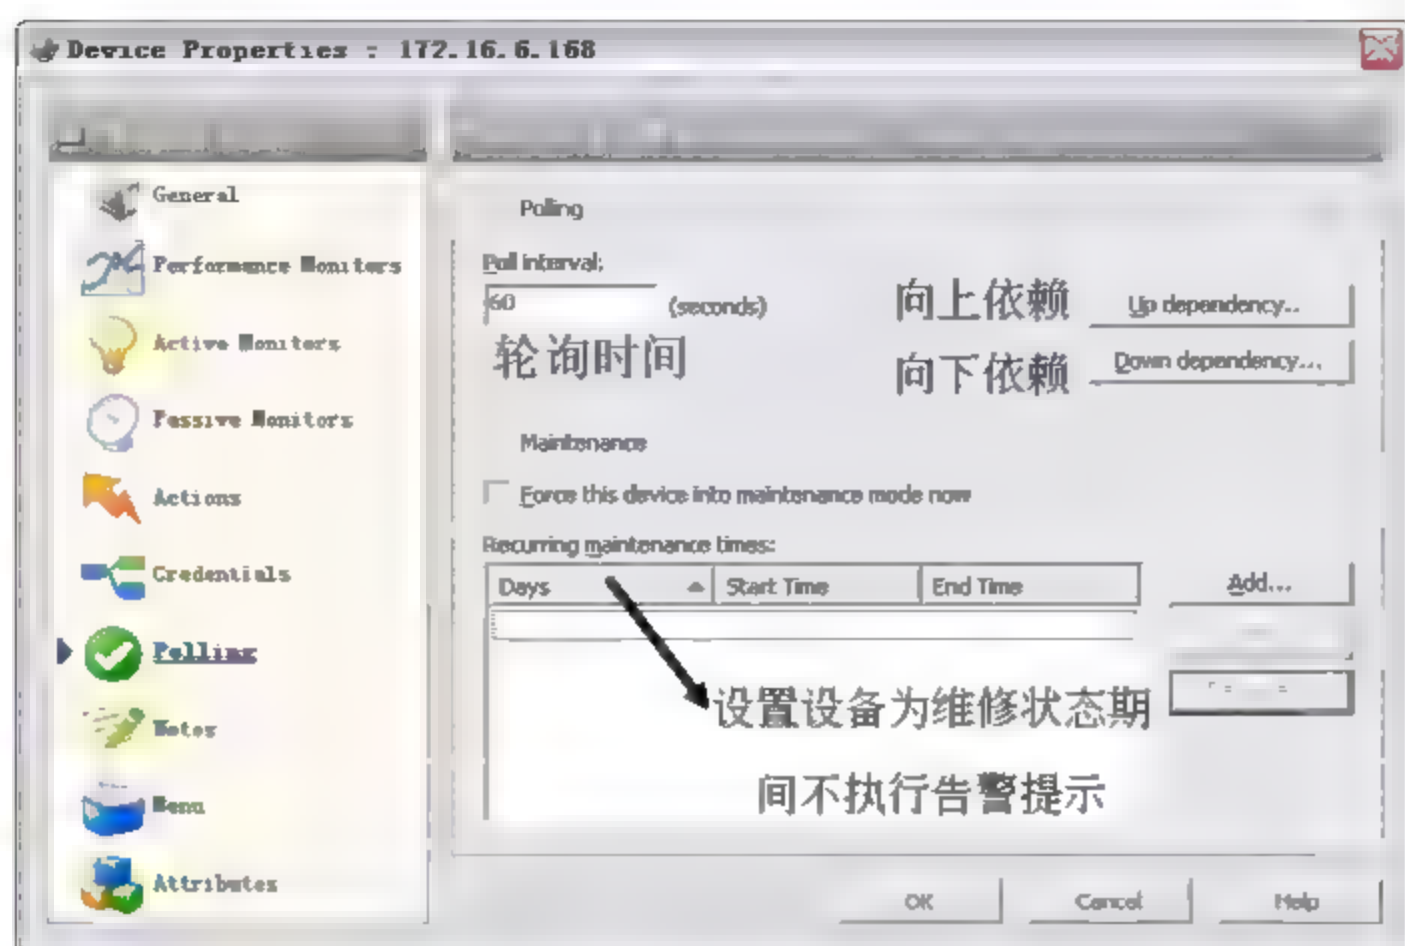 Device Properties - 172.16.6.168
General
Performance Monitors
Active Monitors
Passive Monitors
Actions
Credentials
Polling
Notes
Menu
Attributes
Polling
Poll interval:
60 (seconds)
轮询时间
向上依赖 Up dependency...
向下依赖 Down dependency...
Maintenance
Force this device into maintenance mode now
Recurring maintenance times:
Days Start Time End Time Add...
设置设备为维修状态期
间不执行告警提示
OK Cancel Help